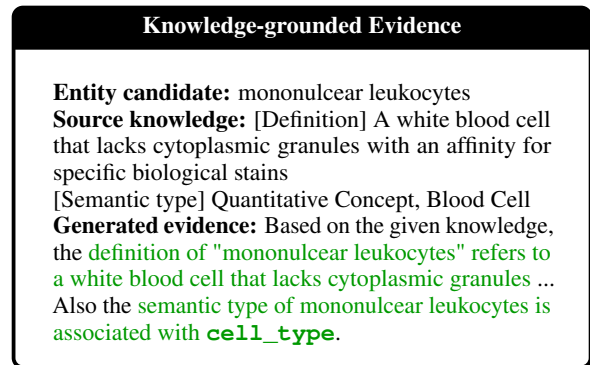 Knowledge-grounded Evidence
Entity candidate: mononulcear leukocytes
Source knowledge: [Definition] A white blood cell
that lacks cytoplasmic granules with an affinity for
specific biological stains
[Semantic type] Quantitative Concept, Blood Cell
Generated evidence: Based on the given knowledge,
the definition of "mononulcear leukocytes" refers to
a white blood cell that lacks cytoplasmic granules ...
Also the semantic type of mononulcear leukocytes is
associated with cell_type.